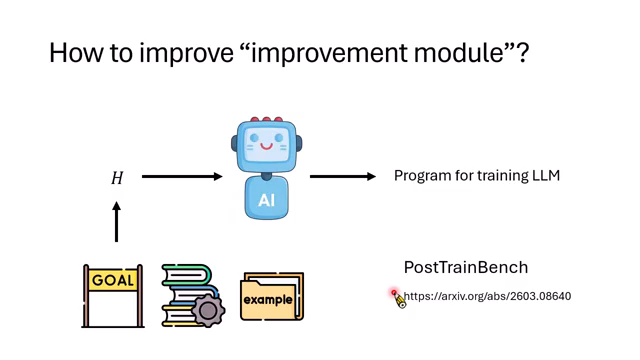 How to improve “improvement module”?
H
AI
Program for training LLM
GOAL
example
PostTrainBench
https://arxiv.org/abs/2603.08640